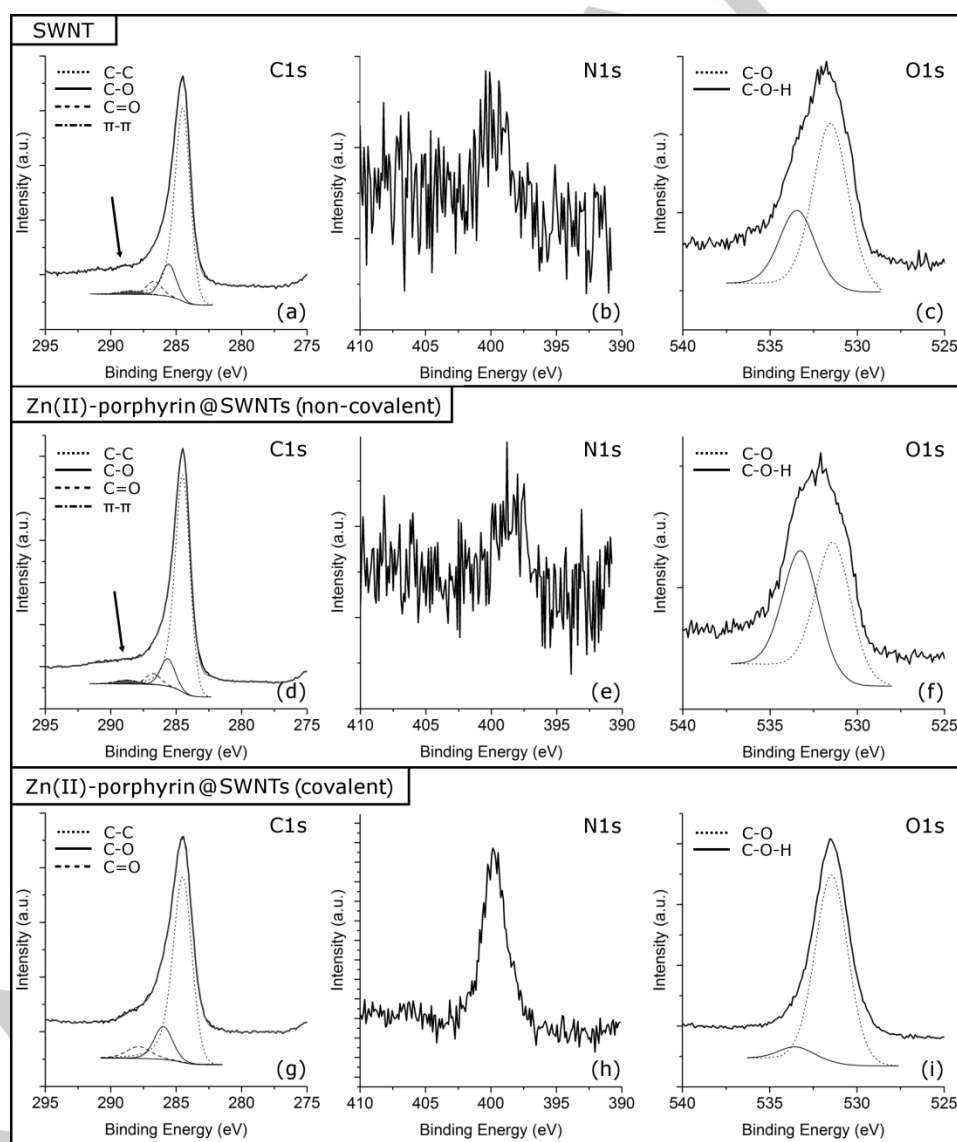 SWNT
C-C
C-O
C=O
π-π
C1s
Intensity (a.u.)
295 290 285 280 275
Binding Energy (eV)
(a)
N1s
Intensity (a.u.)
410 405 400 395 390
Binding Energy (eV)
(b)
C-O
C-O-H
O1s
Intensity (a.u.)
540 535 530 525
Binding Energy (eV)
(c)
Zn(II)-porphyrin@SWNTs (non-covalent)
C-C
C-O
C=O
π-π
C1s
Intensity (a.u.)
295 290 285 280 275
Binding Energy (eV)
(d)
N1s
Intensity (a.u.)
410 405 400 395 390
Binding Energy (eV)
(e)
C-O
C-O-H
O1s
Intensity (a.u.)
540 535 530 525
Binding Energy (eV)
(f)
Zn(II)-porphyrin@SWNTs (covalent)
C-C
C-O
C=O
C1s
Intensity (a.u.)
295 290 285 280 275
Binding Energy (eV)
(g)
N1s
Intensity (a.u.)
410 405 400 395 390
Binding Energy (eV)
(h)
C-O
C-O-H
O1s
Intensity (a.u.)
540 535 530 525
Binding Energy (eV)
(i)